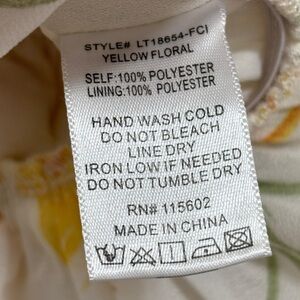 STYLE# LT18654-FCI
YELLOW FLORAL
SELF:100% POLYESTER
LINING:100% POLYESTER
HAND WASH COLD
DO NOT BLEACH
LINE DRY
IRON LOW IF NEEDED
DO NOT TUMBLE DRY
RN# 115602
MADE IN CHINA